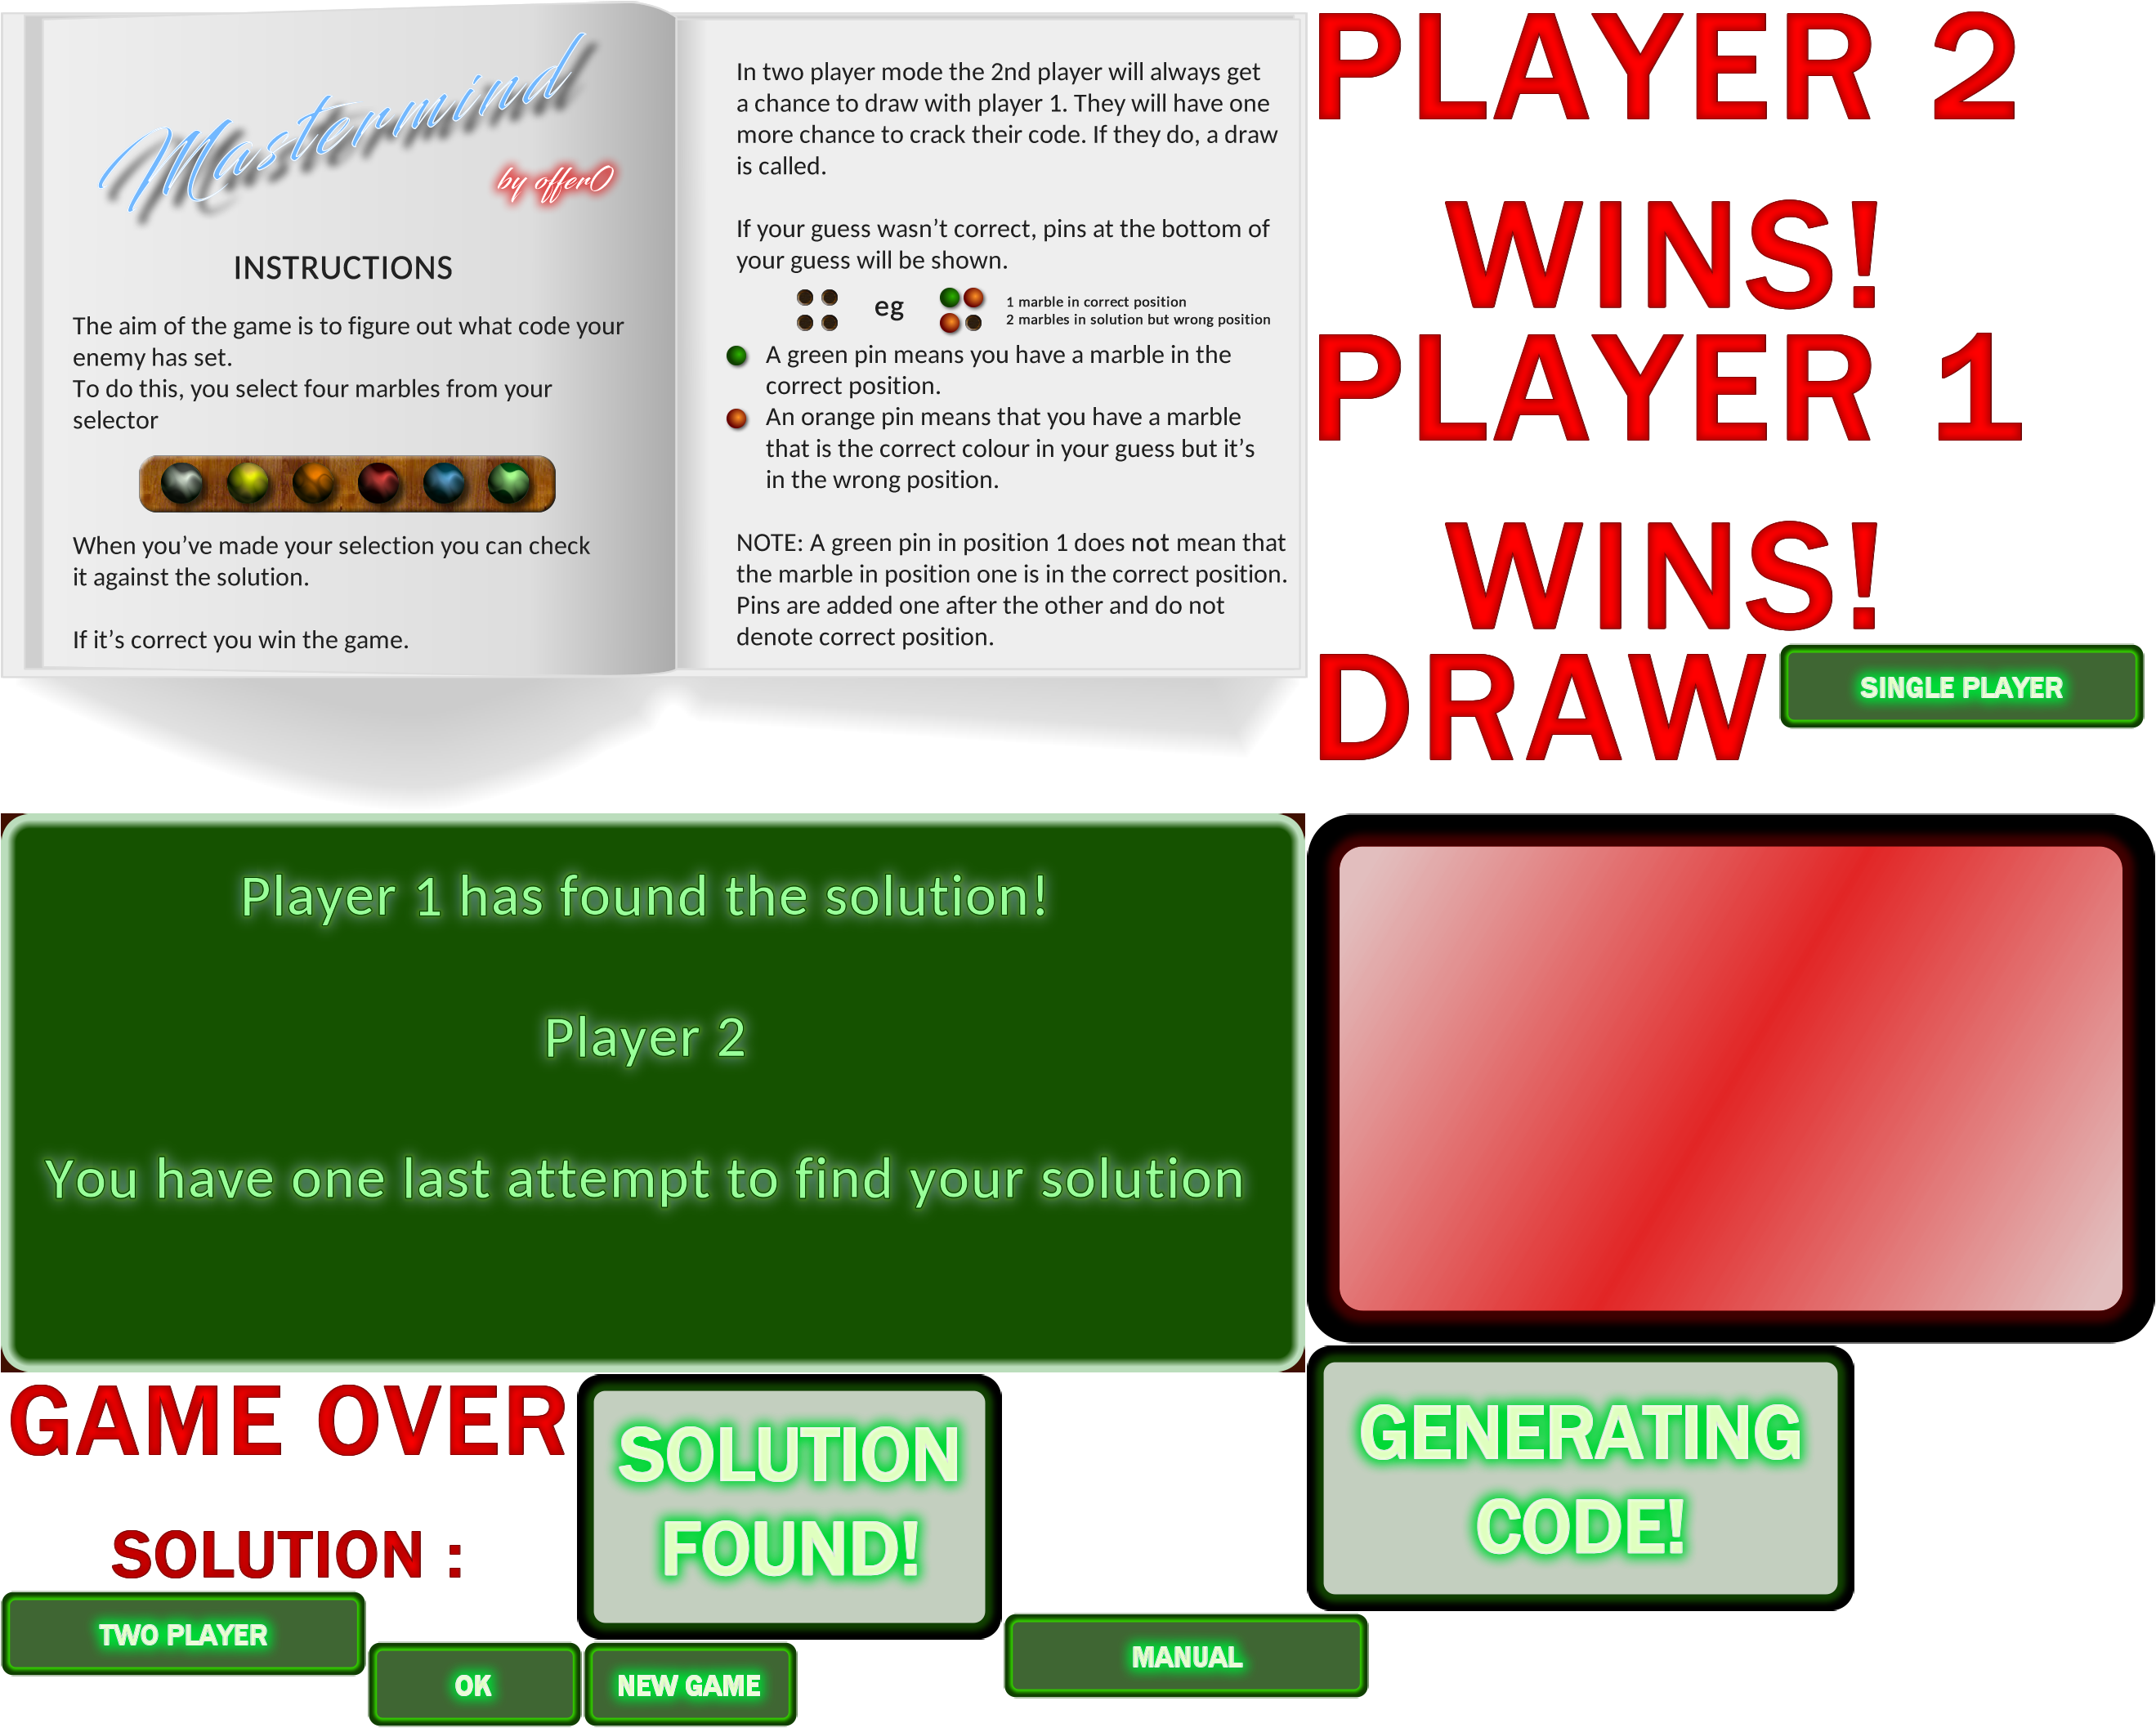 Mastermind
by offerO
INSTRUCTIONS
The aim of the game is to figure out what code your
enemy has set.
To do this, you select four marbles from your
selector
When you’ve made your selection you can check
it against the solution.
If it’s correct you win the game.
In two player mode the 2nd player will always get
a chance to draw with player 1. They will have one
more chance to crack their code. If they do, a draw
is called.
If your guess wasn’t correct, pins at the bottom of
your guess will be shown.
eg
1 marble in correct position
2 marbles in solution but wrong position
A green pin means you have a marble in the
correct position.
An orange pin means that you have a marble
that is the correct colour in your guess but it’s
in the wrong position.
NOTE: A green pin in position 1 does not mean that
the marble in position one is in the correct position.
Pins are added one after the other and do not
denote correct position.
PLAYER 2
WINS!
PLAYER 1
WINS!
DRAW
SINGLE PLAYER
Player 1 has found the solution!
Player 2
You have one last attempt to find your solution
GAME OVER
SOLUTION :
SOLUTION
FOUND!
GENERATING
CODE!
TWO PLAYER
OK
NEW GAME
MANUAL